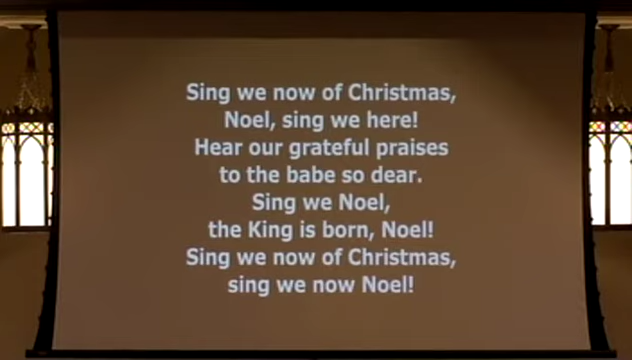 Sing we now of Christmas,
Noel, sing we here!
Hear our grateful praises
to the babe so dear.
Sing we Noel,
the King is born, Noel!
Sing we now of Christmas,
sing we now Noel!